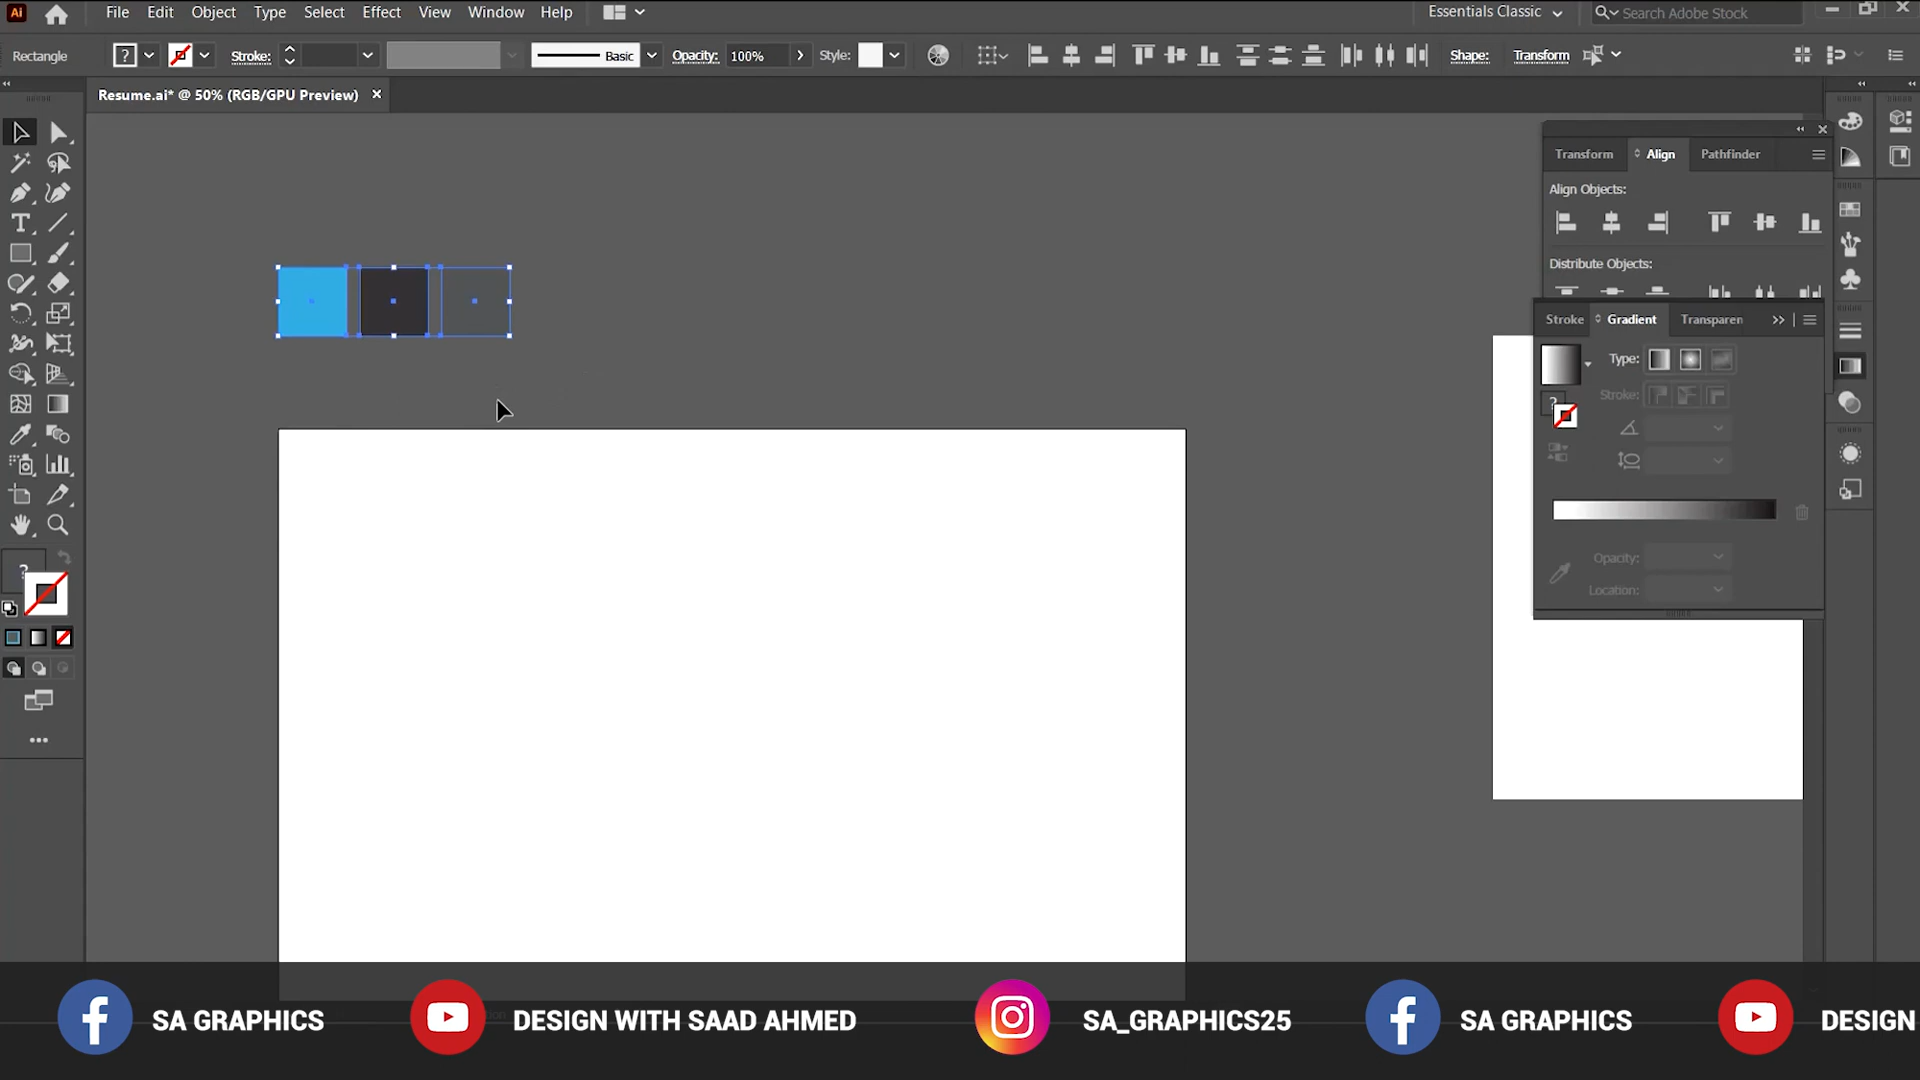 Ai File Edit Object Type Select Effect View Window Help Essentials Classic Search Adobe Stock
Rectangle ? Stroke: Basic Opacity: 100% Style: Shape: Transform
Resume.ai* @ 50% (RGB/GPU Preview)
Transform Align Pathfinder
Align Objects:
Distribute Objects:
Stroke Gradient Transparen
Type:
Stroke:
?
Opacity:
Location:
?
SA GRAPHICS DESIGN WITH SAAD AHMED SA_GRAPHICS25 SA GRAPHICS DESIGN